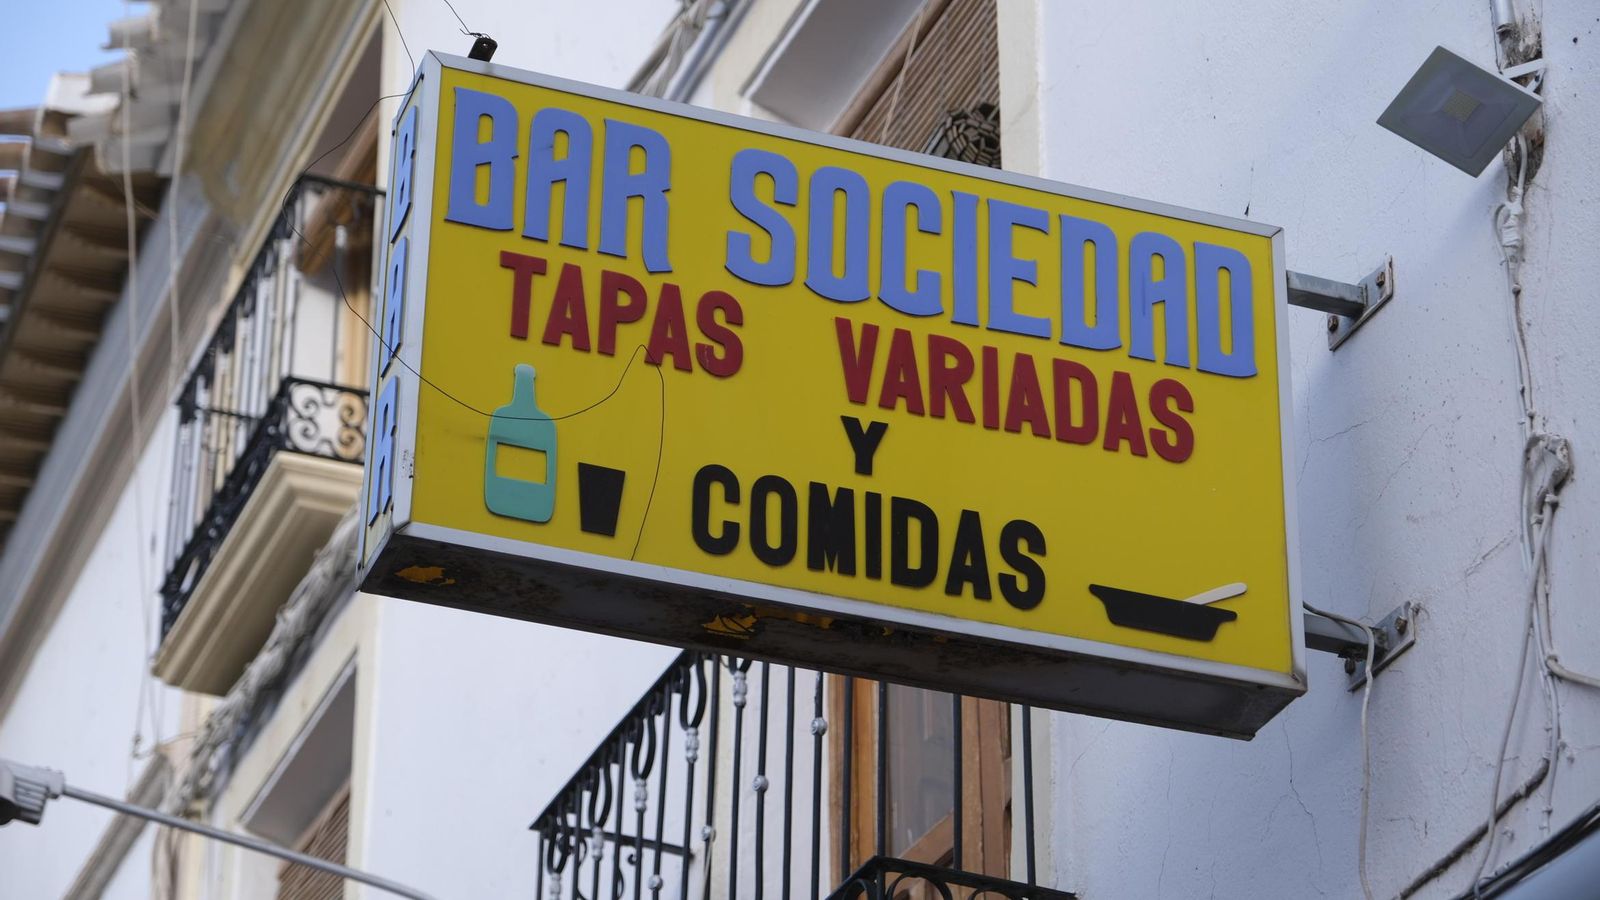 BAR SOCIEDAD
TAPAS VARIADAS
Y
COMIDAS
BAR